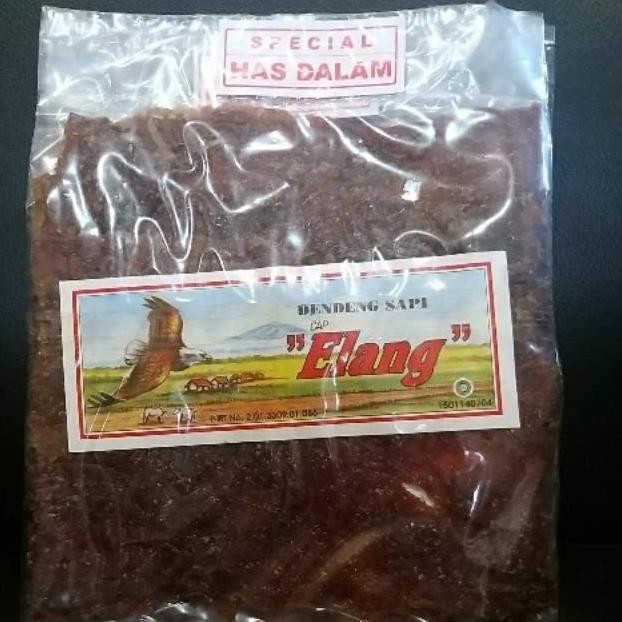 SPECIAL
HAS DALAM
DENDENG SAPI
CAP
"Elang"